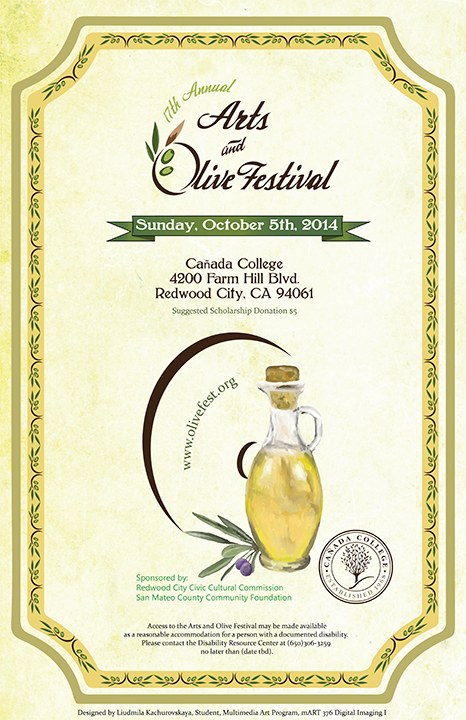 17th Annual
Arts
and
Olive Festival
Sunday, October 5th, 2014
Cañada College
4200 Farm Hill Blvd.
Redwood City, CA 94061
Suggested Scholarship Donation $5
www.olivefest.org
CAÑADA COLLEGE
ESTABLISHED 1968
Sponsored by:
Redwood City Civic Cultural Commission
San Mateo County Community Foundation
Access to the Arts and Olive Festival may be made available
as a reasonable accommodation for a person with a documented disability.
Please contact the Disability Resource Center at (650)306-3259
no later than (date tbd).
Designed by Liudmila Kachurovskaya, Student, Multimedia Art Program, mART 376 Digital Imaging I